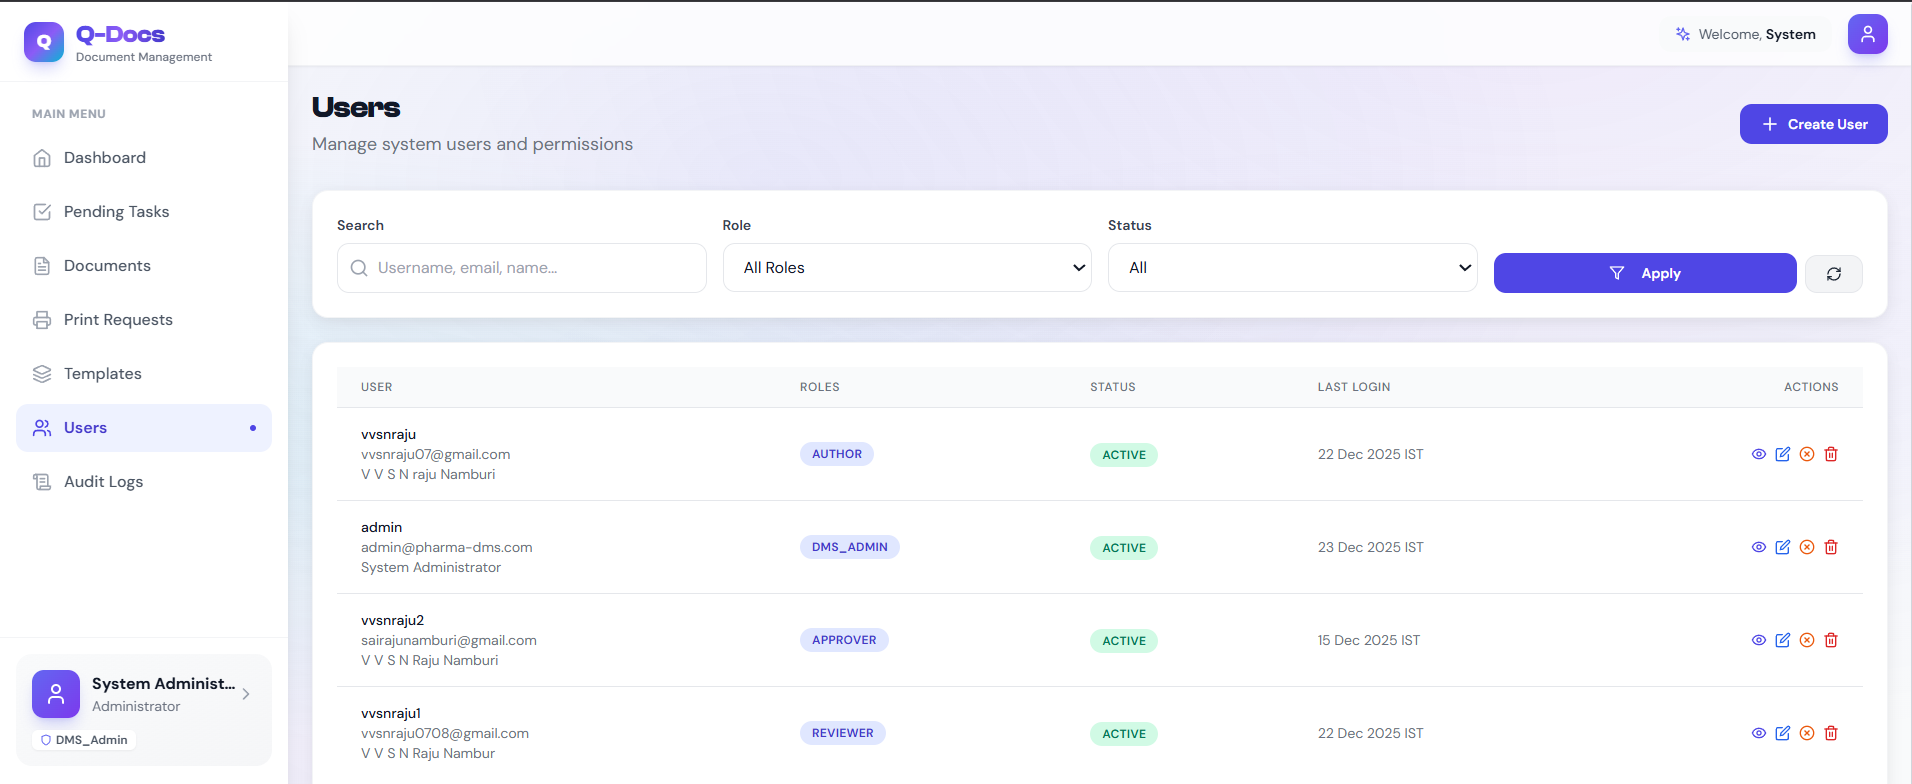 Q
Q-Docs
Document Management
MAIN MENU
Dashboard
Pending Tasks
Documents
Print Requests
Templates
Users
Audit Logs
System Administ...
Administrator
DMS_Admin
Welcome, System
Users
Manage system users and permissions
Create User
Search
Username, email, name...
Role
All Roles
Status
All
Apply
USER ROLES STATUS LAST LOGIN ACTIONS
vvsnraju
vvsnraju07@gmail.com
V V S N raju Namburi
AUTHOR
ACTIVE
22 Dec 2025 IST
admin
admin@pharma-dms.com
System Administrator
DMS_ADMIN
ACTIVE
23 Dec 2025 IST
vvsnraju2
sairajunamburi@gmail.com
V V S N Raju Namburi
APPROVER
ACTIVE
15 Dec 2025 IST
vvsnraju1
vvsnraju0708@gmail.com
V V S N Raju Nambur
REVIEWER
ACTIVE
22 Dec 2025 IST